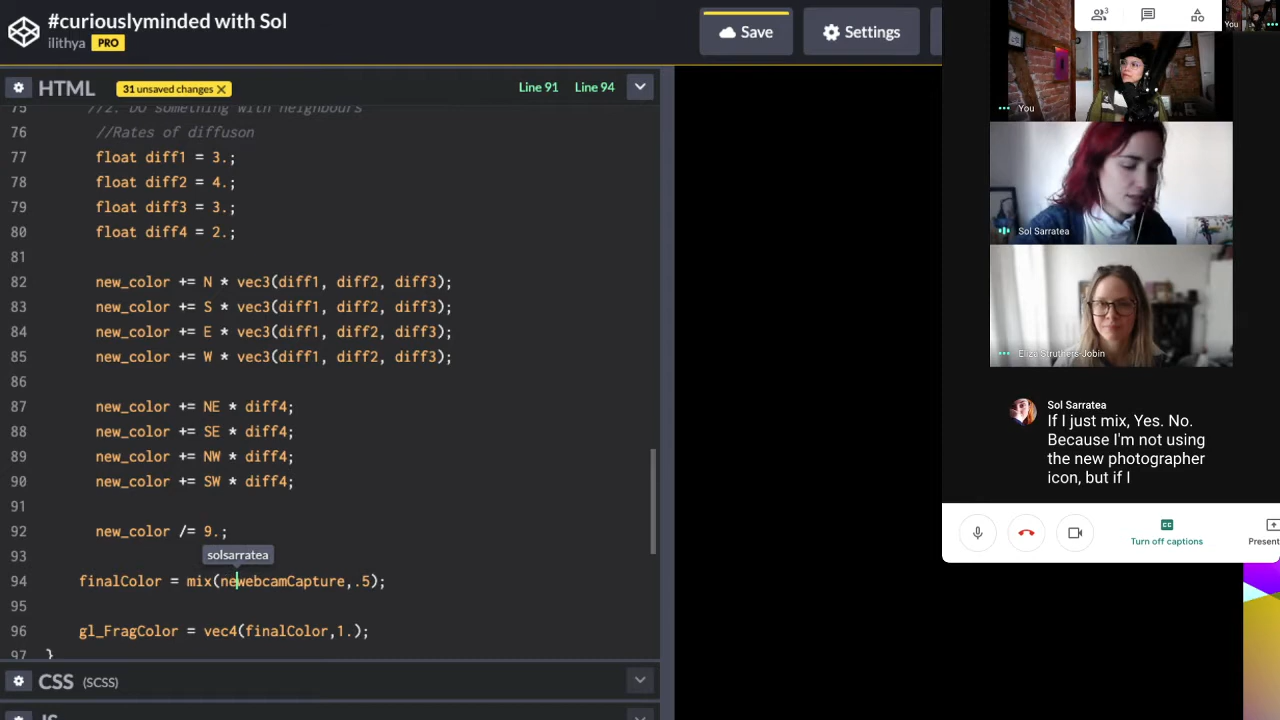 #curiouslyminded with Sol
ilithya PRO
Save
Settings
HTML
31 unsaved changes
Line 91
Line 94
75 //2. Do something with neighbours
76 //Rates of diffuson
77 float diff1 = 3.;
78 float diff2 = 4.;
79 float diff3 = 3.;
80 float diff4 = 2.;
81
82 new_color += N * vec3(diff1, diff2, diff3);
83 new_color += S * vec3(diff1, diff2, diff3);
84 new_color += E * vec3(diff1, diff2, diff3);
85 new_color += W * vec3(diff1, diff2, diff3);
86
87 new_color += NE * diff4;
88 new_color += SE * diff4;
89 new_color += NW * diff4;
90 new_color += SW * diff4;
91
92 new_color /= 9.;
93
solsarratea
94 finalColor = mix(newebcamCapture,.5);
95
96 gl_FragColor = vec4(finalColor,1.);
97 }
CSS (SCSS)
JS
3
You
You
Sol Sarratea
Eliza Struthers-Jobin
Sol Sarratea
If I just mix, Yes. No.
Because I'm not using
the new photographer
icon, but if I
Turn off captions
Present